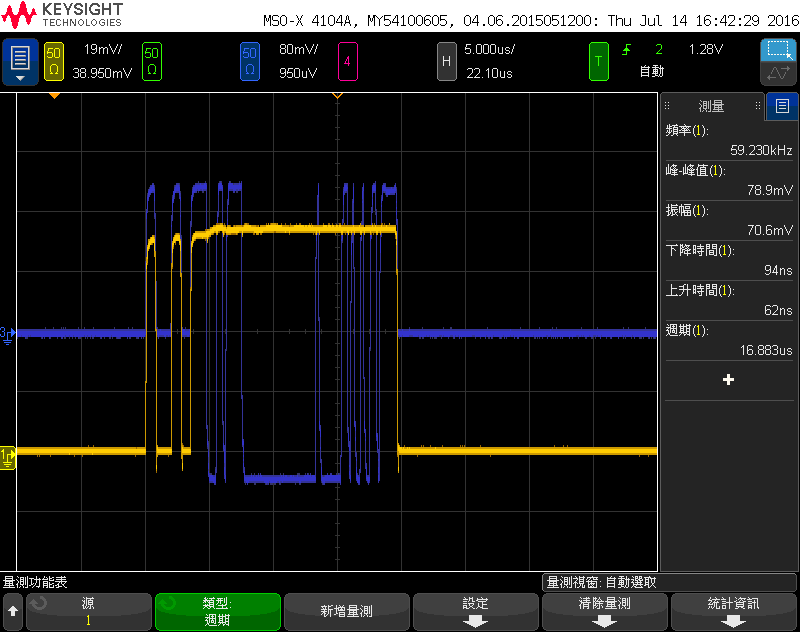 KEYSIGHT
TECHNOLOGIES
MSO-X 4104A, MY54100605, 04.06.2015051200: Thu Jul 14 16:42:29 2016
50 Ω
19mV/
38.950mV
50 Ω
50 Ω
80mV/
950uV
4
H
5.000us/
22.10us
T
2
1.28V
自動
測量
頻率(1):
59.230kHz
峰-峰值(1):
78.9mV
振幅(1):
70.6mV
下降時間(1):
94ns
上升時間(1):
62ns
週期(1):
16.883us
3
1
量測功能表
量測視窗: 自動選取
源
1
類型:
週期
新增量測
設定
清除量測
統計資訊